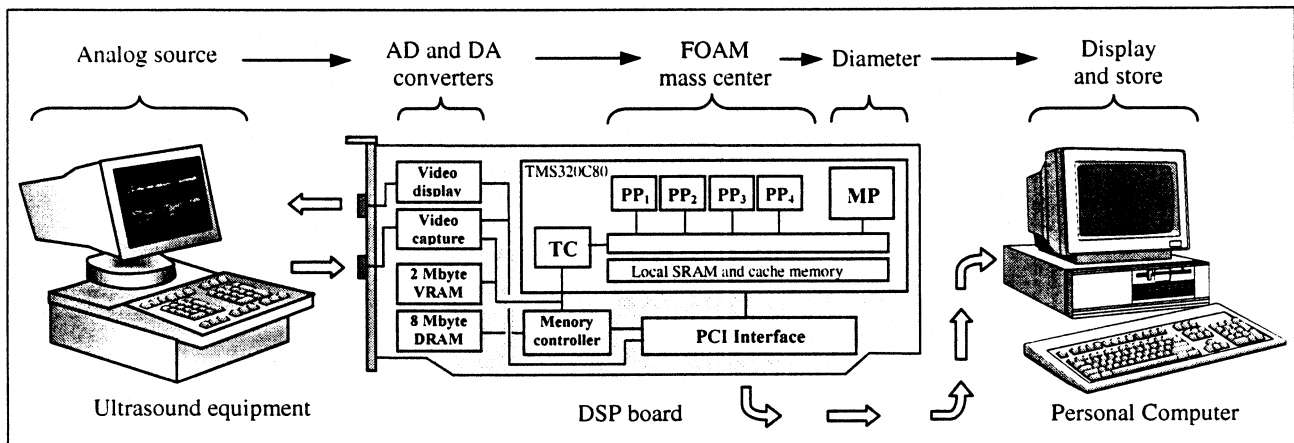 Analog source
AD and DA
converters
FOAM
mass center
Diameter
Display
and store
TMS320C80
Video
display
Video
capture
2 Mbyte
VRAM
8 Mbyte
DRAM
PP1
PP2
PP3
PP4
MP
TC
Local SRAM and cache memory
Menory
controller
PCI Interface
Ultrasound equipment
DSP board
Personal Computer